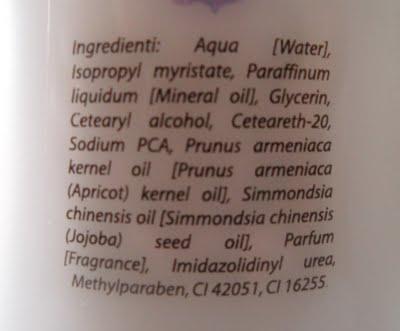 Ingredienti: Aqua [Water],
Isopropyl myristate, Paraffinum
liquidum [Mineral oil], Glycerin,
Cetearyl alcohol, Ceteareth-20,
Sodium PCA, Prunus armeniaca
kernel oil [Prunus armeniaca
(Apricot) kernel oil], Simmondsia
chinensis oil [Simmondsia chinensis
(Jojoba) seed oil], Parfum
[Fragrance], Imidazolidinyl urea,
Methylparaben, CI 42051, CI 16255